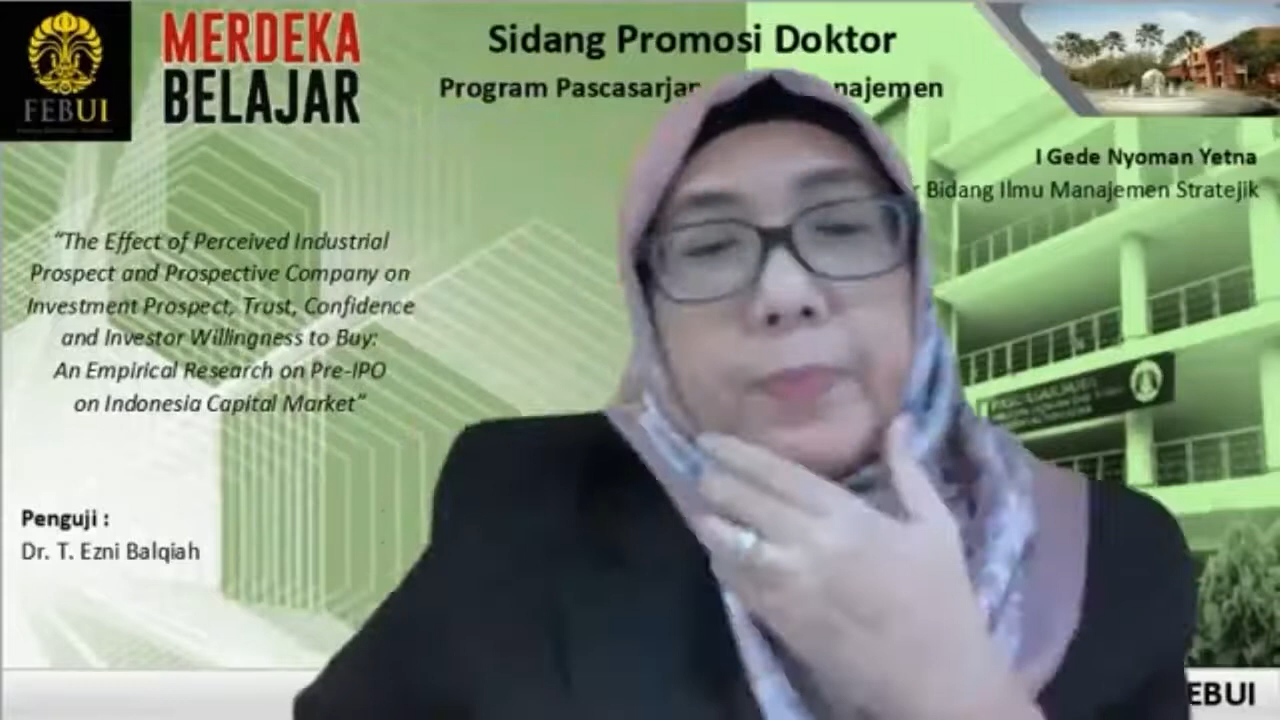 FEBUI
MERDEKA
BELAJAR
Sidang Promosi Doktor
Program Pascasarjan najemen
I Gede Nyoman Yetna
r Bidang Ilmu Manajemen Stratejik
“The Effect of Perceived Industrial
Prospect and Prospective Company on
Investment Prospect, Trust, Confidence
and Investor Willingness to Buy:
An Empirical Research on Pre-IPO
on Indonesia Capital Market”
Penguji :
Dr. T. Ezni Balqiah
EBUI